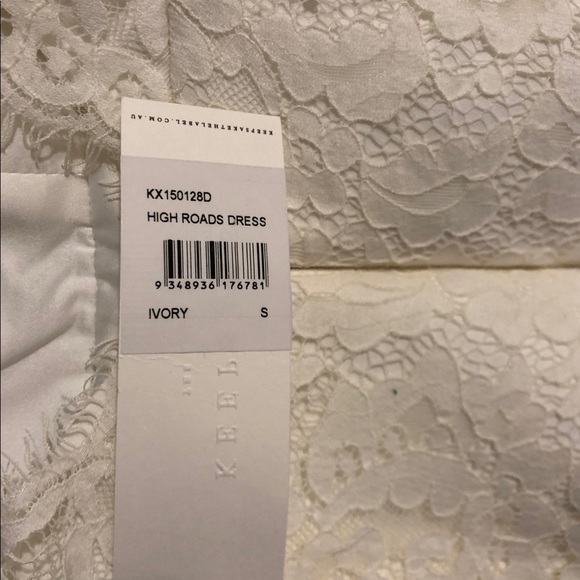 KEEPSAKETHELABEL.COM.AU
KX150128D
HIGH ROADS DRESS
9 348936 176781
IVORY S